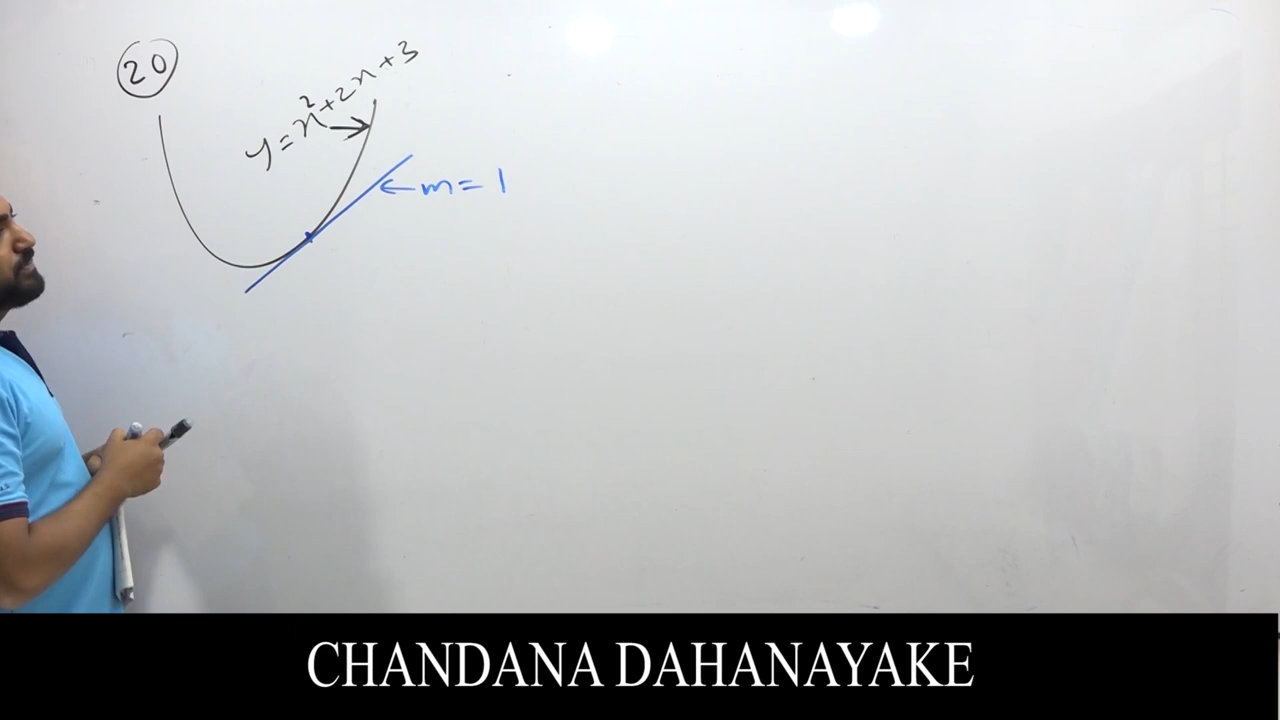 20
y = x² + 2x + 3
← m = 1
CHANDANA DAHANAYAKE